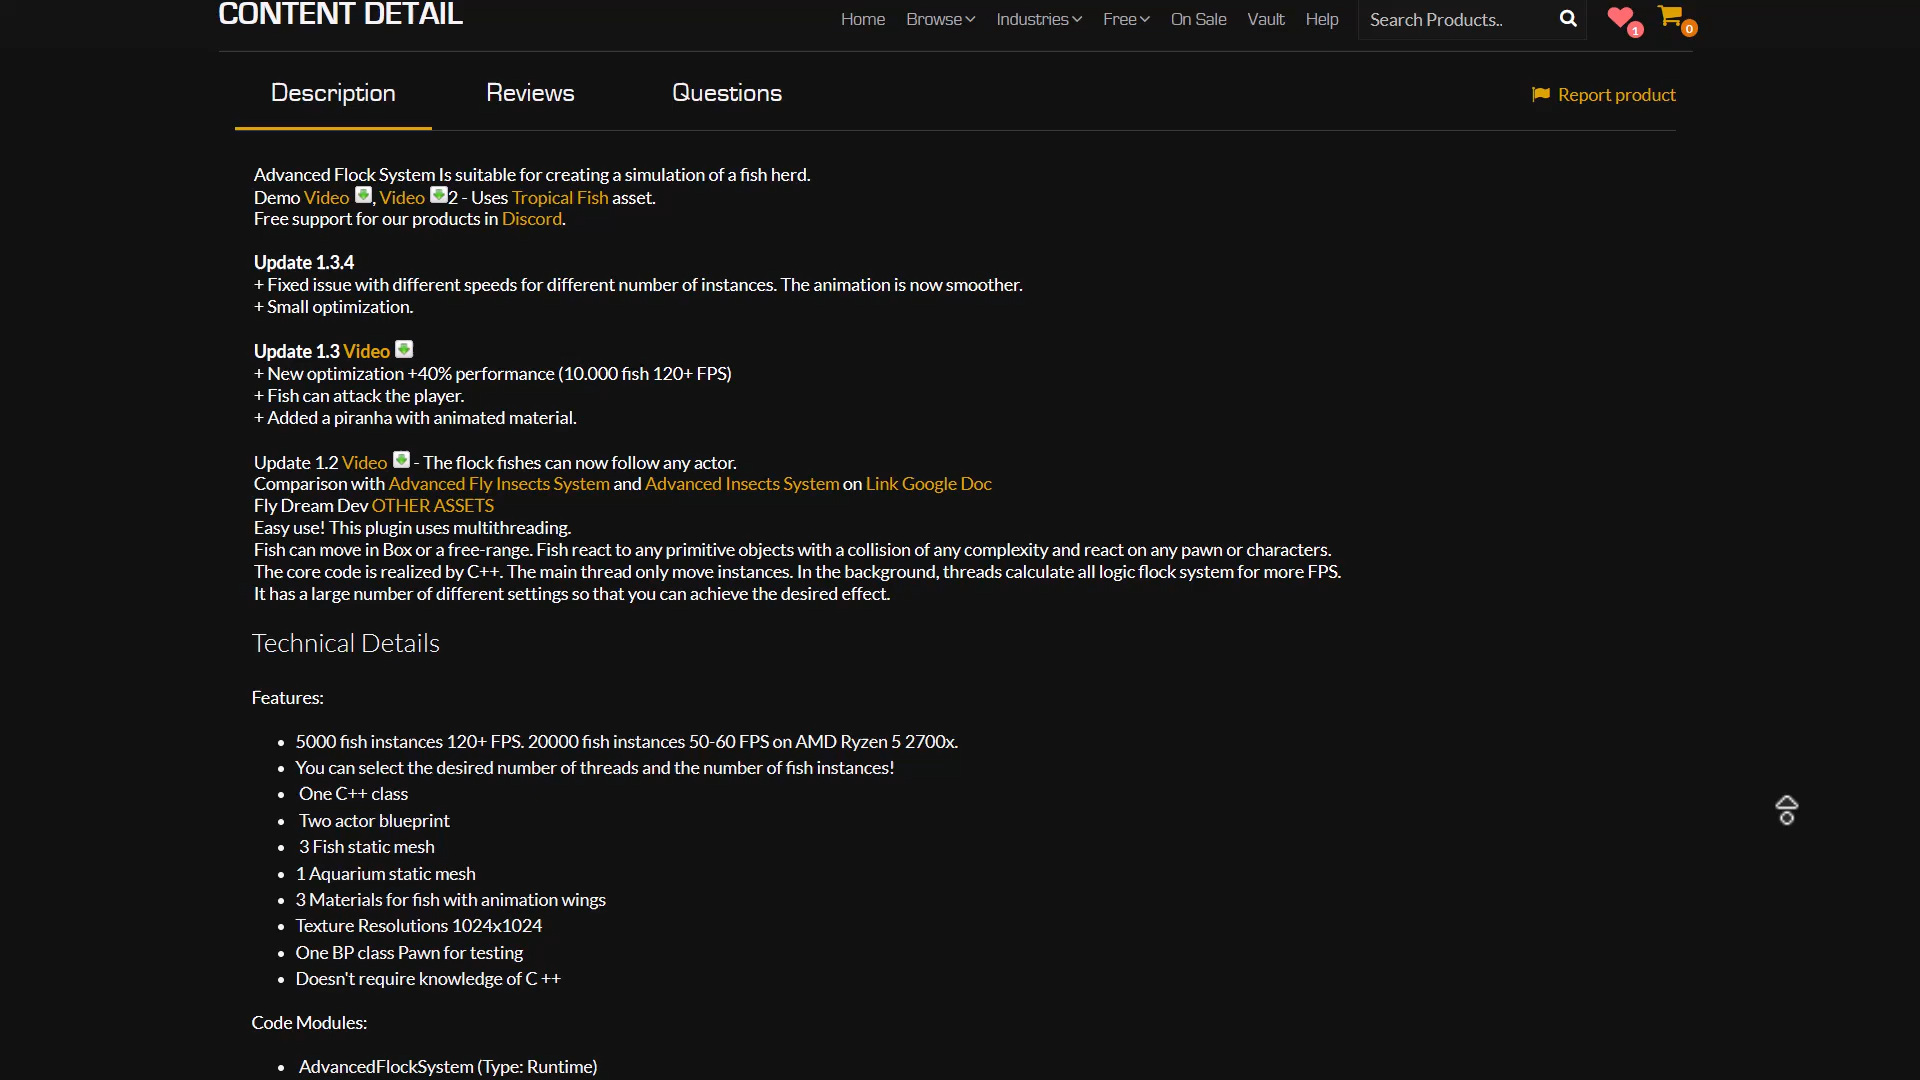 CONTENT DETAIL
Home Browse Industries Free On Sale Vault Help Search Products.. 1 0
Description Reviews Questions Report product
Advanced Flock System Is suitable for creating a simulation of a fish herd.
Demo Video, Video 2 - Uses Tropical Fish asset.
Free support for our products in Discord.
Update 1.3.4
+ Fixed issue with different speeds for different number of instances. The animation is now smoother.
+ Small optimization.
Update 1.3 Video
+ New optimization +40% performance (10.000 fish 120+ FPS)
+ Fish can attack the player.
+ Added a piranha with animated material.
Update 1.2 Video - The flock fishes can now follow any actor.
Comparison with Advanced Fly Insects System and Advanced Insects System on Link Google Doc
Fly Dream Dev OTHER ASSETS
Easy use! This plugin uses multithreading.
Fish can move in Box or a free-range. Fish react to any primitive objects with a collision of any complexity and react on any pawn or characters.
The core code is realized by C++. The main thread only move instances. In the background, threads calculate all logic flock system for more FPS.
It has a large number of different settings so that you can achieve the desired effect.
Technical Details
Features:
• 5000 fish instances 120+ FPS. 20000 fish instances 50-60 FPS on AMD Ryzen 5 2700x.
• You can select the desired number of threads and the number of fish instances!
• One C++ class
• Two actor blueprint
• 3 Fish static mesh
• 1 Aquarium static mesh
• 3 Materials for fish with animation wings
• Texture Resolutions 1024x1024
• One BP class Pawn for testing
• Doesn't require knowledge of C ++
Code Modules:
• AdvancedFlockSystem (Type: Runtime)